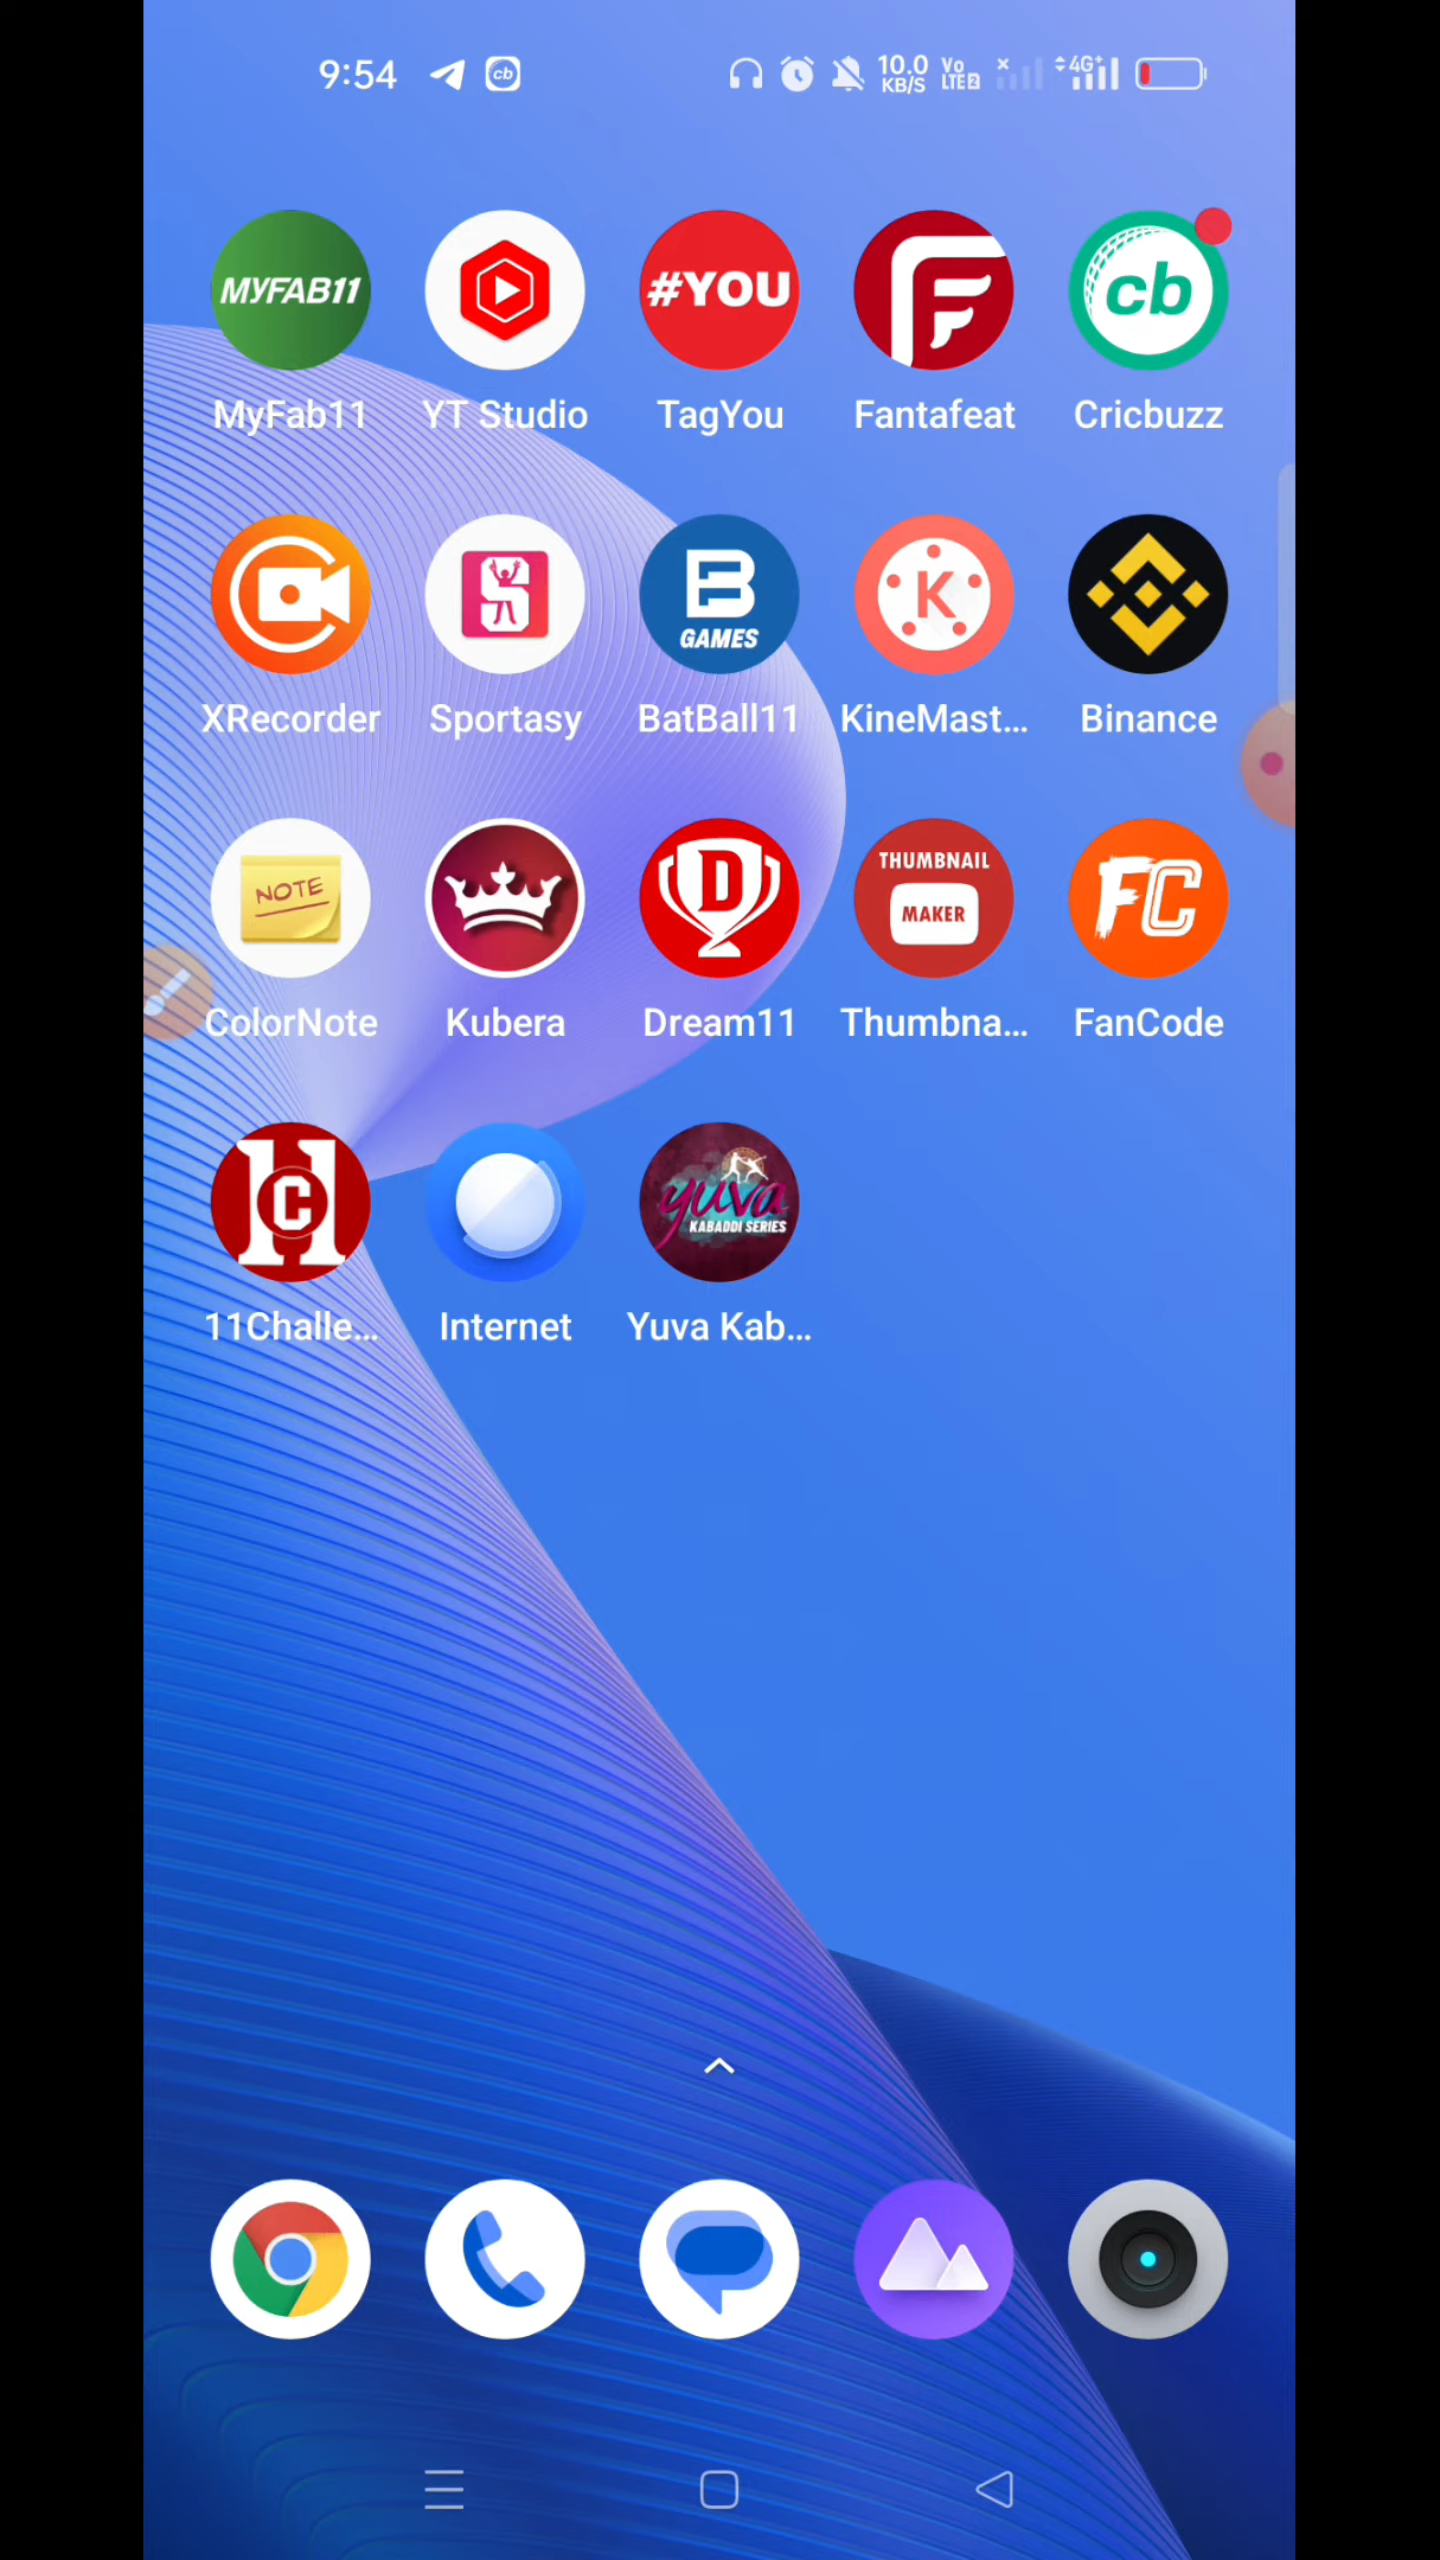 9:54 cb 10.0 KB/S Vo LTE2 4G+
MYFAB11 #YOU cb
MyFab11 YT Studio TagYou Fantafeat Cricbuzz
B GAMES K
XRecorder Sportasy BatBall11 KineMast... Binance
NOTE D THUMBNAIL MAKER FC
ColorNote Kubera Dream11 Thumbna... FanCode
C yuva KABADDI SERIES
11Challe... Internet Yuva Kab...